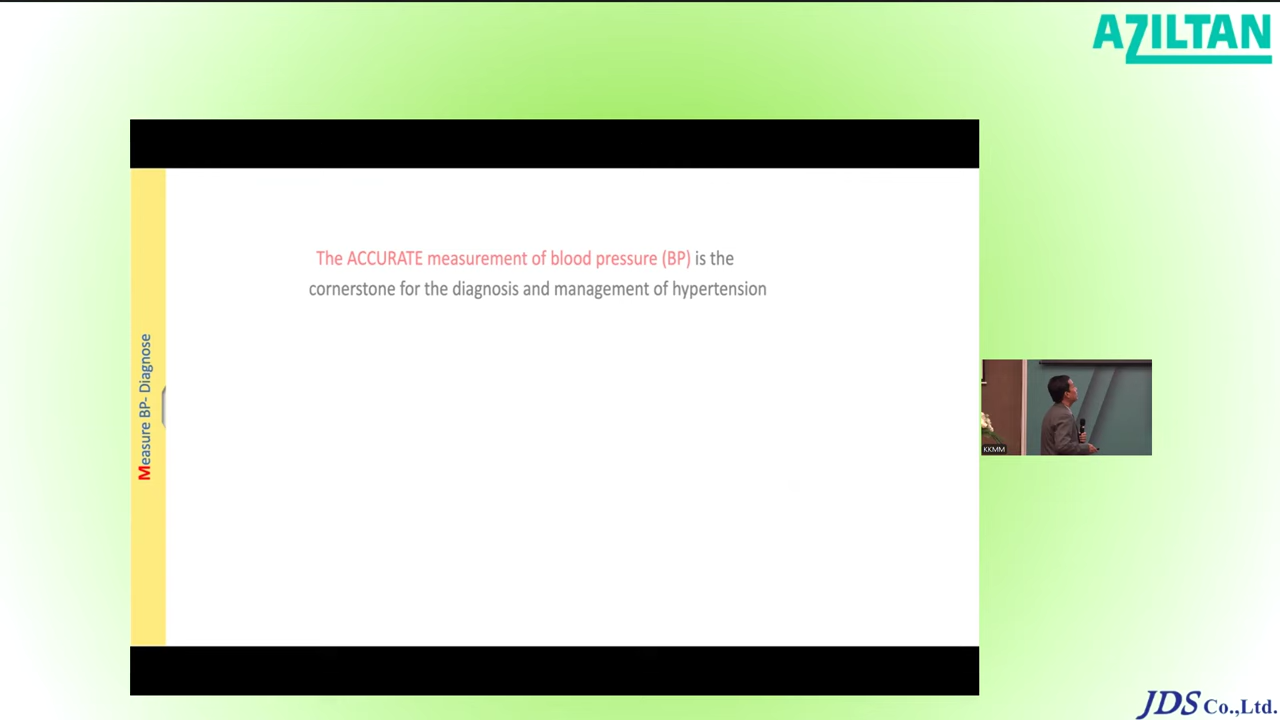 AZILTAN
The ACCURATE measurement of blood pressure (BP) is the
cornerstone for the diagnosis and management of hypertension
Measure BP- Diagnose
KKMM
JDS Co.,Ltd.